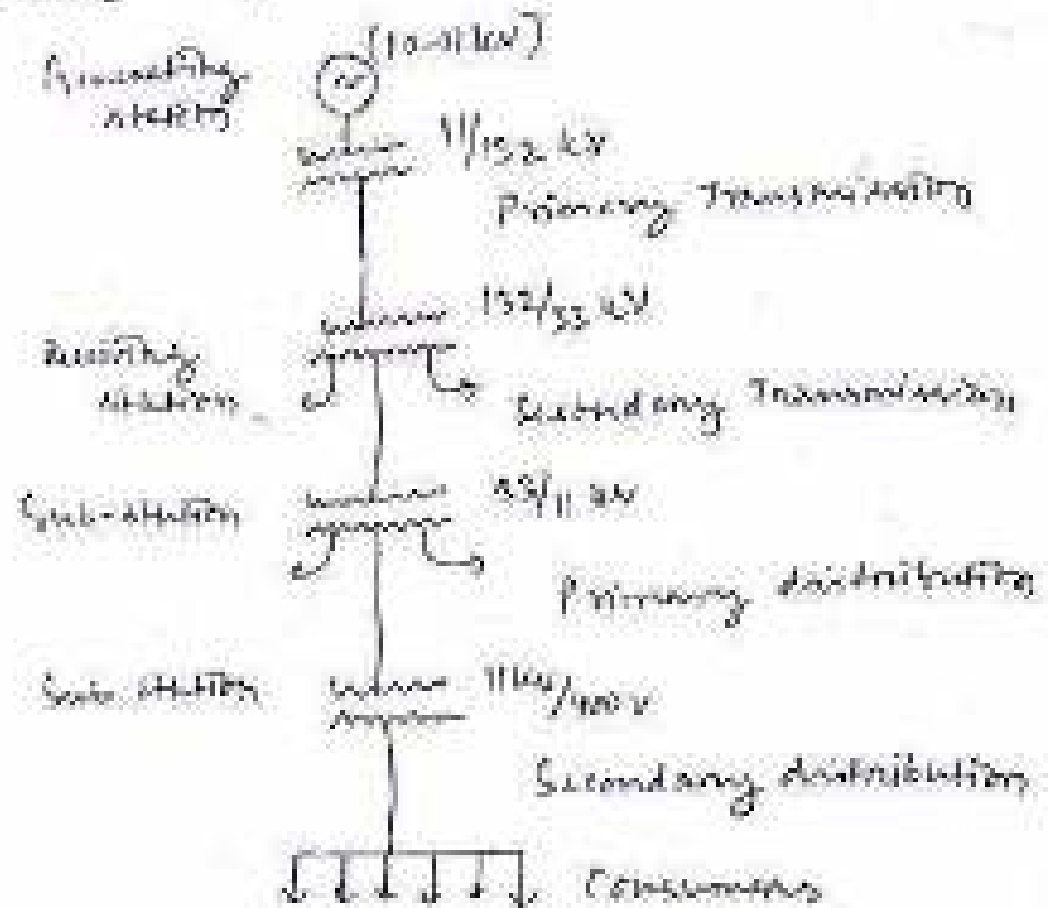 Generating
station
11/132 kV
Primary Transmission
132/33 kV
Receiving
station
Secondary Transmission
33/11 kV
Sub-station
Primary distribution
Sub station
11kV/400V
Secondary distribution
Consumers